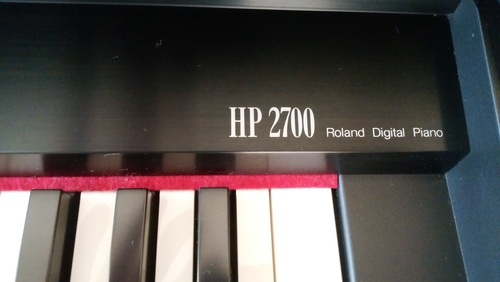 HP 2700 Roland Digital Piano